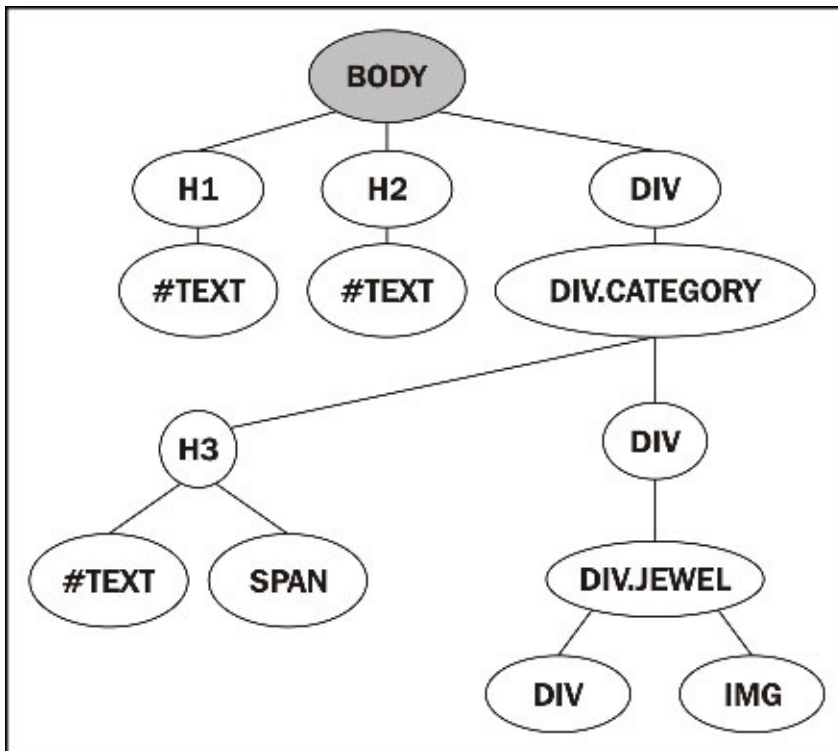 BODY
H1 H2 DIV
#TEXT #TEXT DIV.CATEGORY
H3 DIV
#TEXT SPAN DIV.JEWEL
DIV IMG